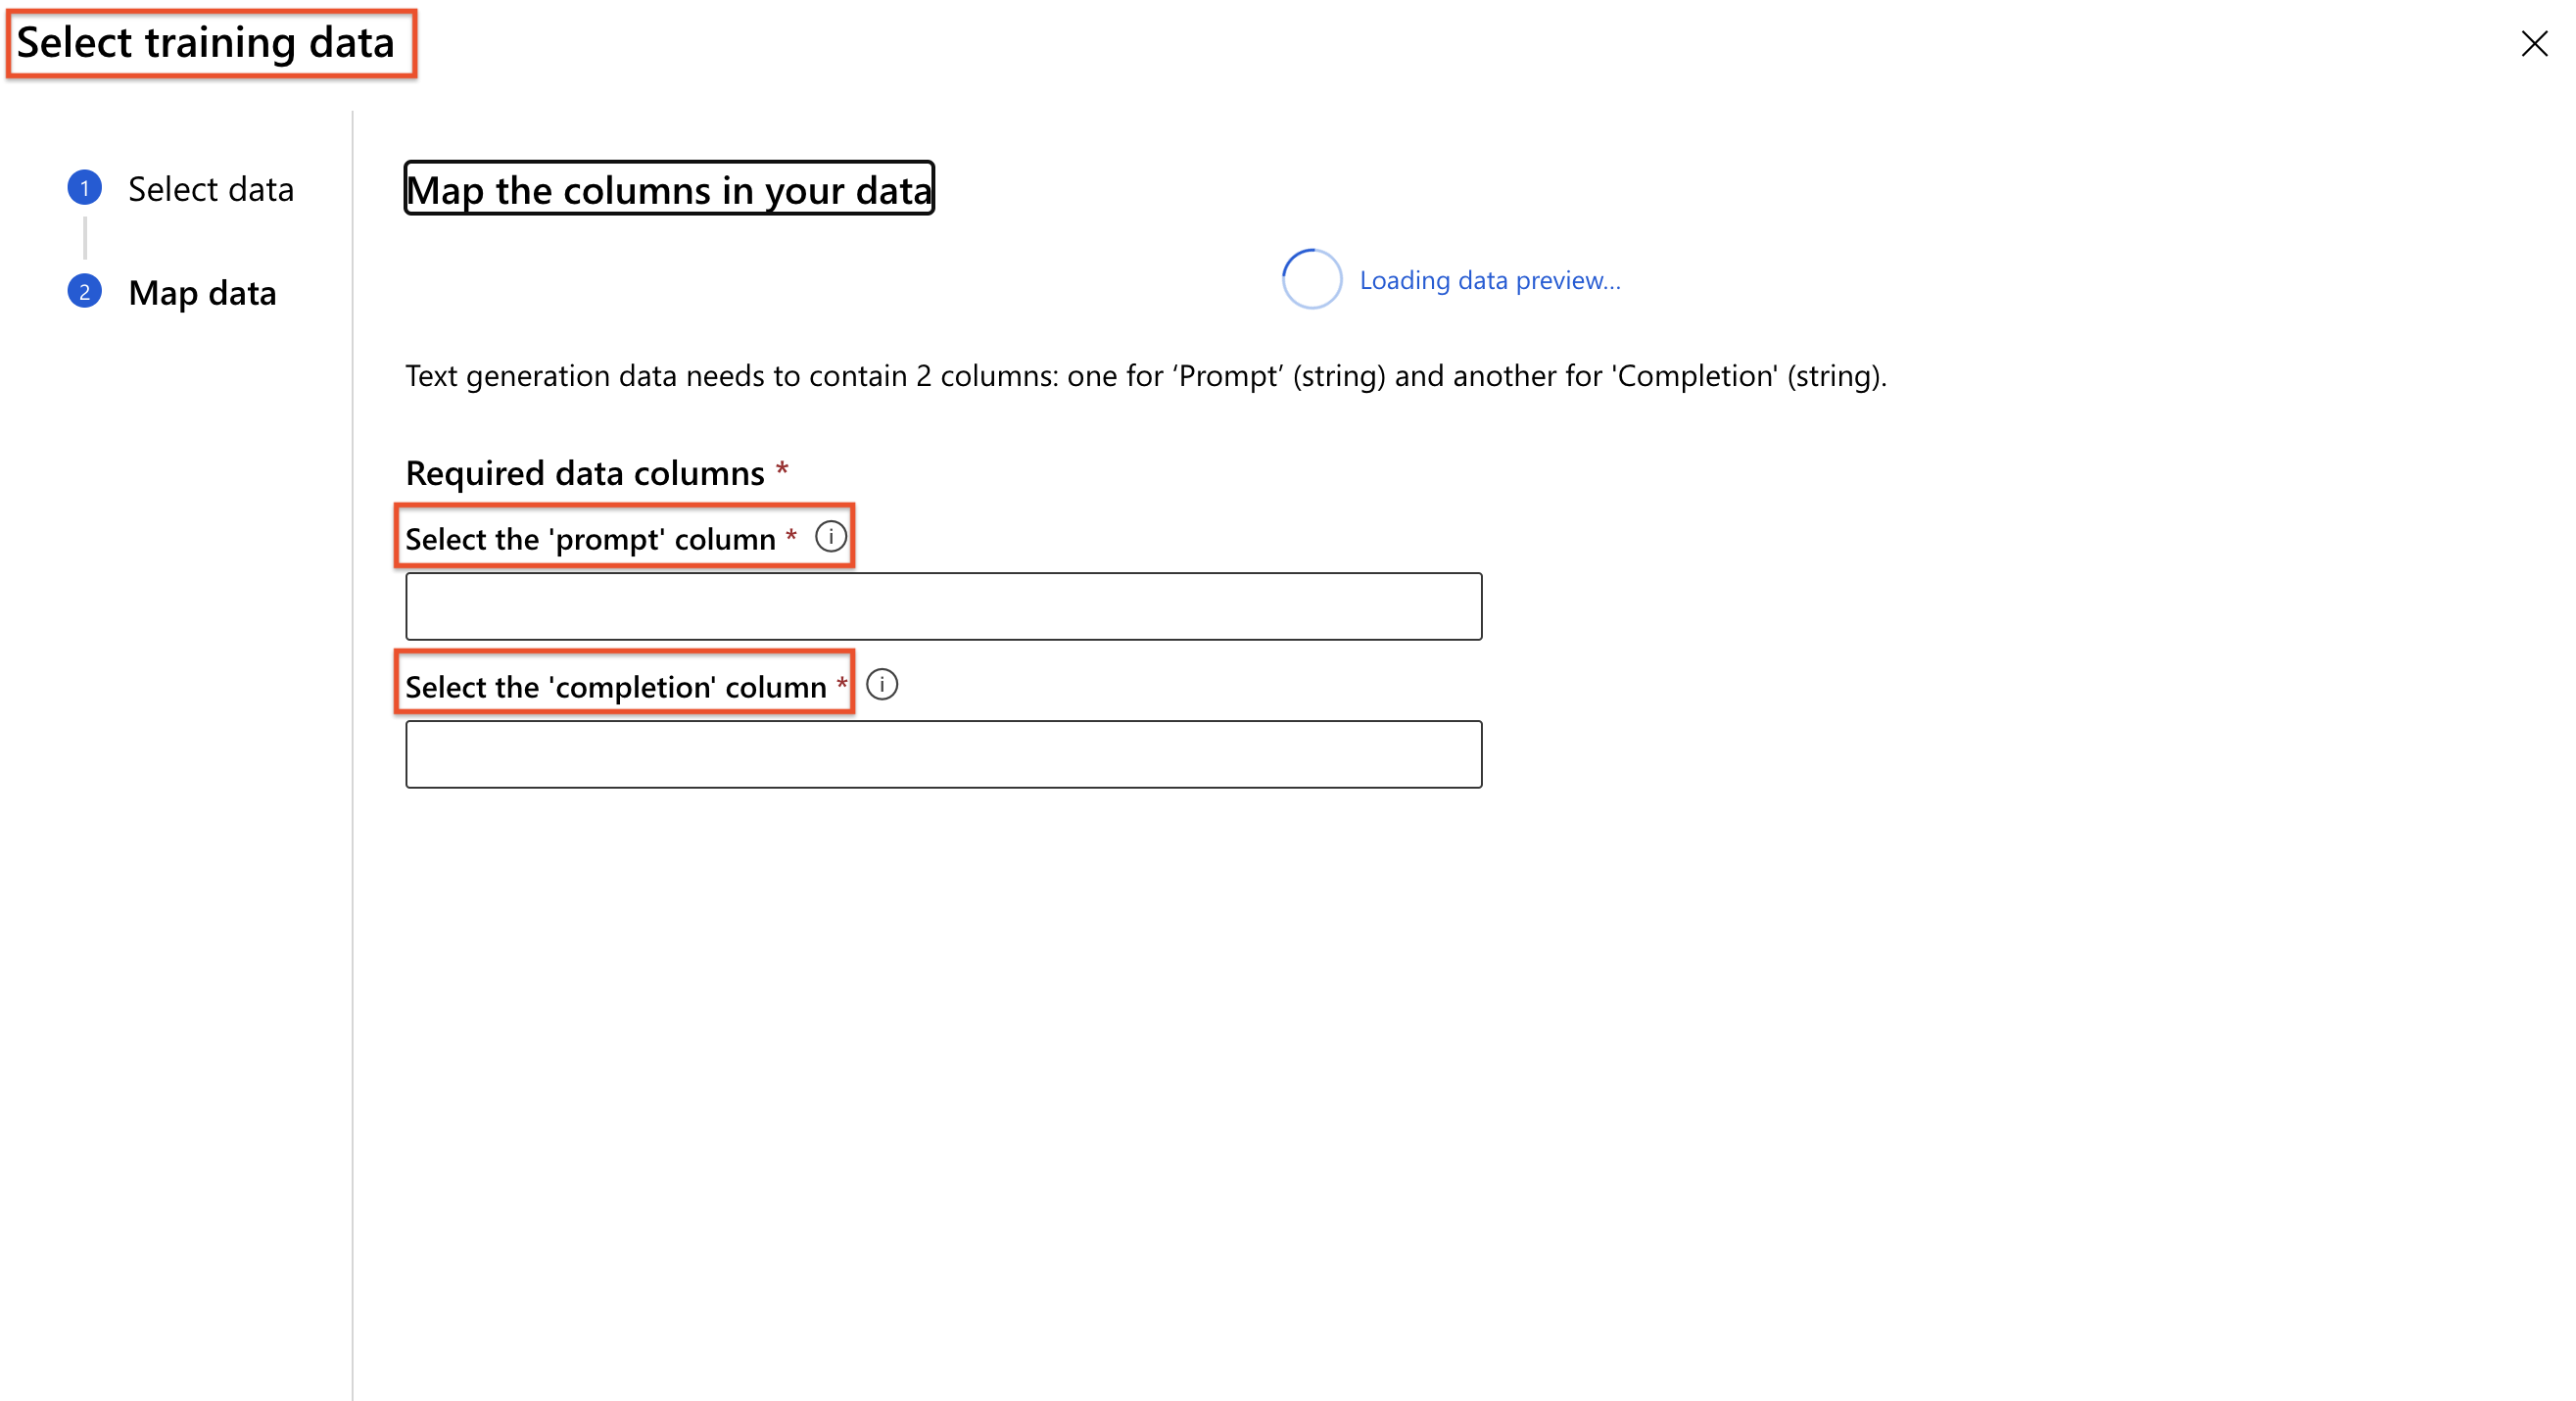 Select training data
1 Select data
2 Map data
Map the columns in your data
Loading data preview...
Text generation data needs to contain 2 columns: one for ‘Prompt’ (string) and another for 'Completion' (string).
Required data columns *
Select the 'prompt' column *
Select the 'completion' column *